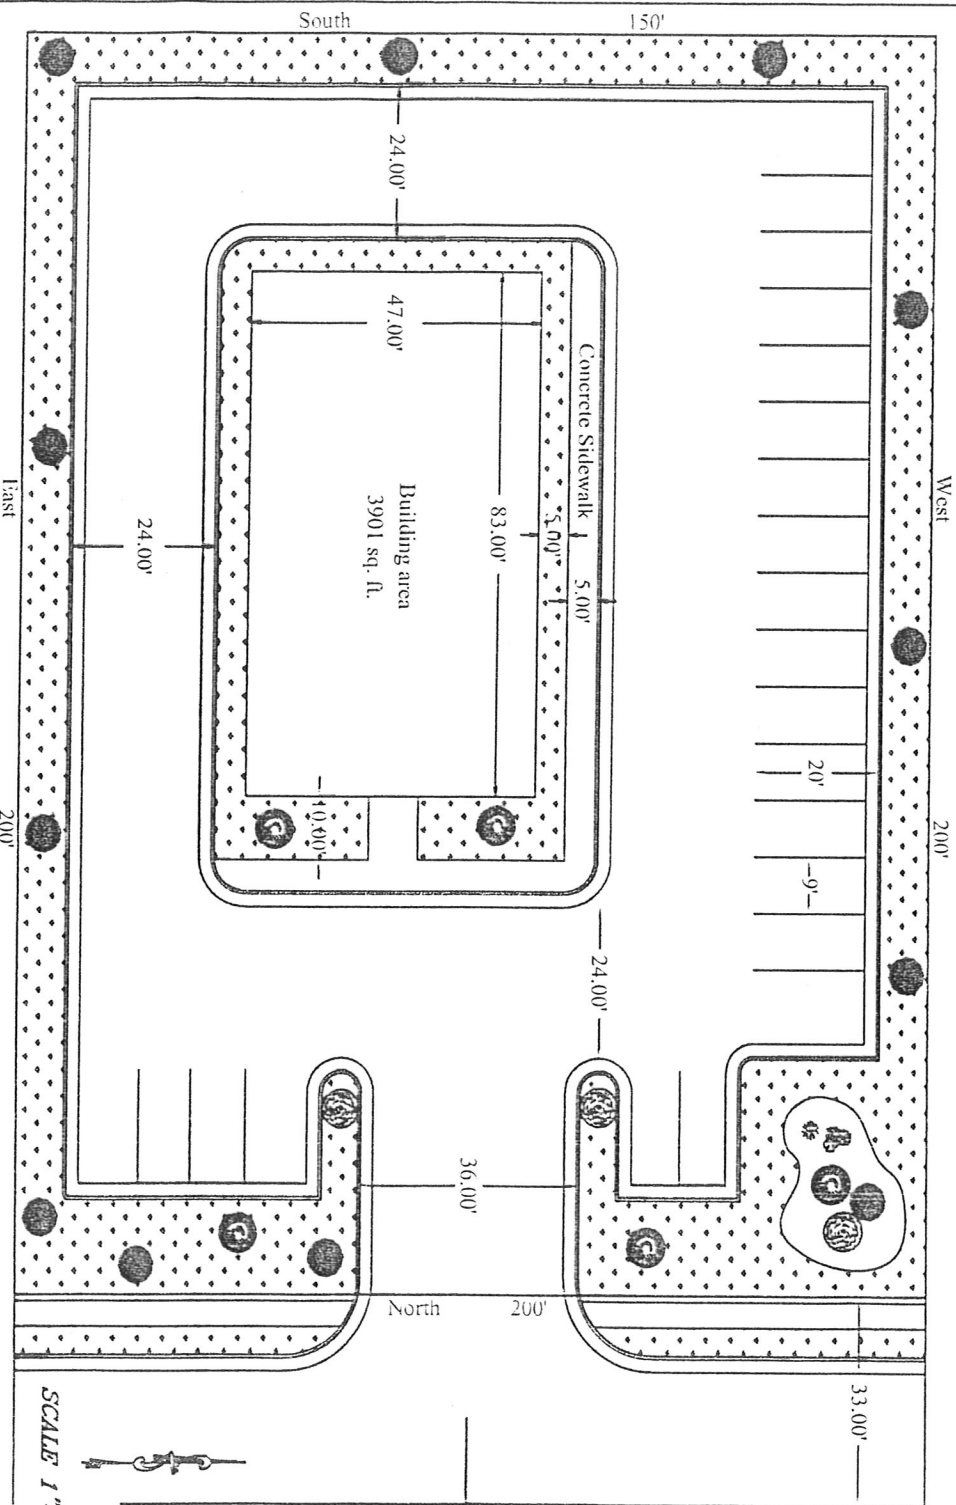 South
150'
24.00'
47.00'
Concrete Sidewalk
West
5.00'
5.00'
83.00'
Building area
3901 sq. ft.
East
24.00'
20'
200'
200'
10.00'
9'
24.00'
36.00'
North
200'
33.00'
SCALE 1"